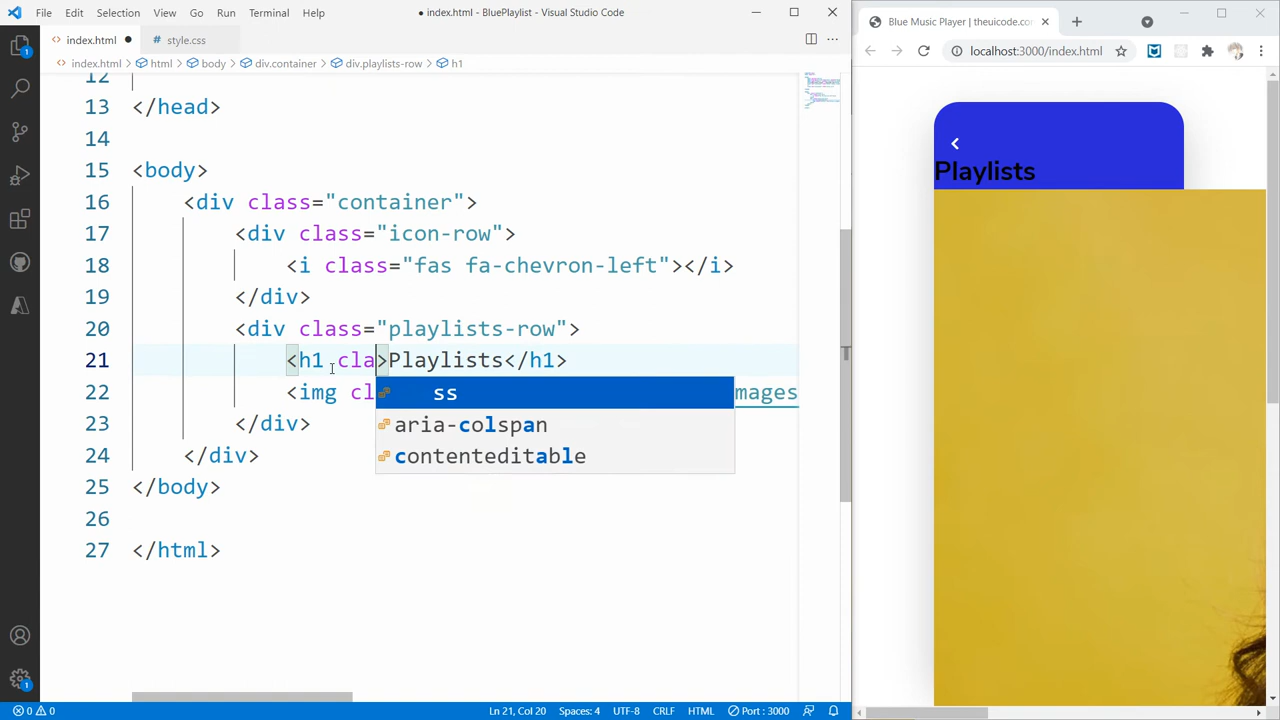 File Edit Selection View Go Run Terminal Help
● index.html - BluePlaylist - Visual Studio Code
Blue Music Player | theuicode.com
index.html ●
style.css
localhost:3000/index.html
index.html > html > body > div.container > div.playlists-row > h1
12
13 </head>
14
15 <body>
16 <div class="container">
17 <div class="icon-row">
18 <i class="fas fa-chevron-left"></i>
19 </div>
20 <div class="playlists-row">
21 <h1 cla>Playlists</h1>
22 <img cl
mages
ss
23 </div>
aria-colspan
24 </div>
contenteditable
25 </body>
26
27 </html>
Playlists
1
1
0 0 Ln 21, Col 20 Spaces: 4 UTF-8 CRLF HTML Port : 3000